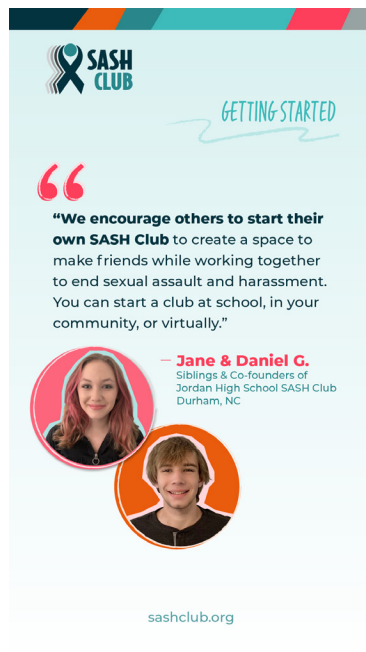 SASH
CLUB
GETTING STARTED
“We encourage others to start their
own SASH Club to create a space to
make friends while working together
to end sexual assault and harassment.
You can start a club at school, in your
community, or virtually.”
— Jane & Daniel G.
Siblings & Co-founders of
Jordan High School SASH Club
Durham, NC
sashclub.org